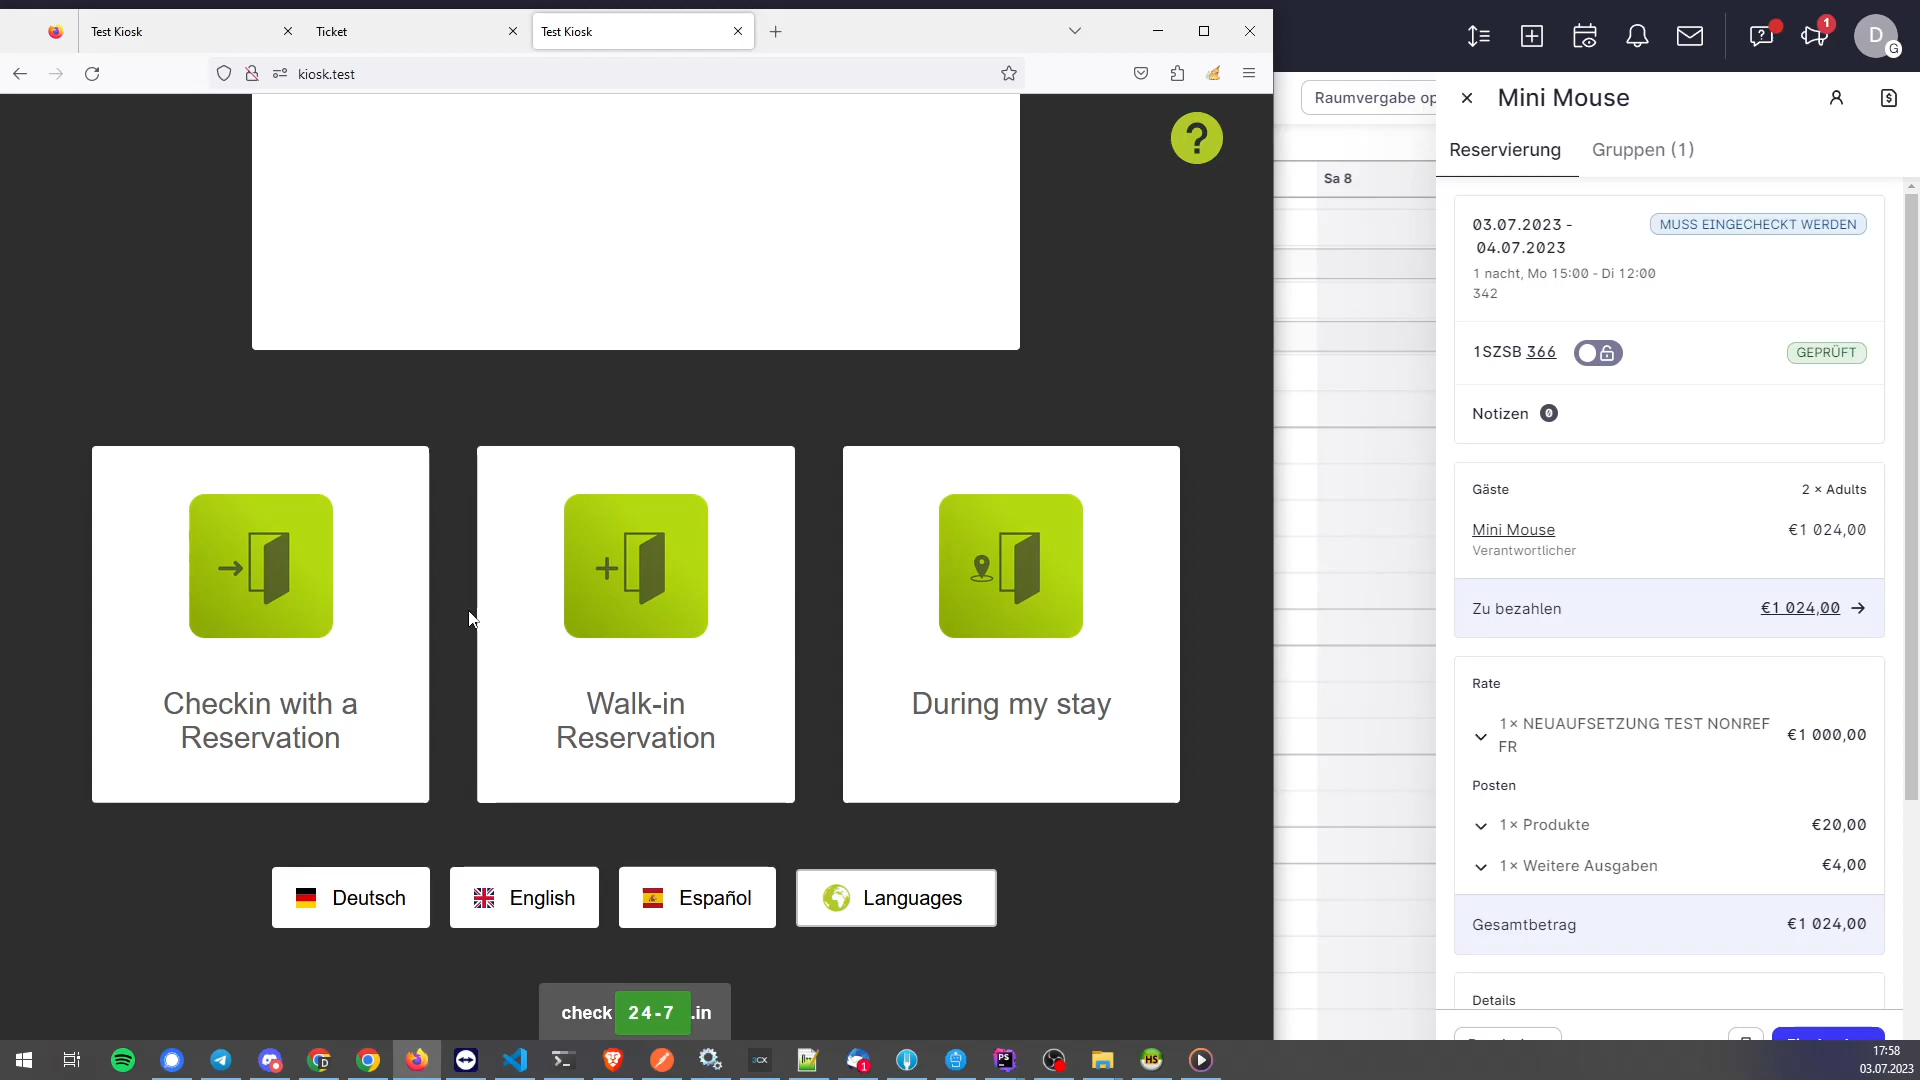 Test Kiosk
Ticket
Test Kiosk
kiosk.test
?
Checkin with a
Reservation
Walk-in
Reservation
During my stay
Deutsch
English
Español
Languages
check 24-7 .in
1
D
G
Raumvergabe op
Sa 8
Mini Mouse
Reservierung
Gruppen (1)
03.07.2023 -
04.07.2023
MUSS EINGECHECKT WERDEN
1 nacht, Mo 15:00 - Di 12:00
342
1SZSB 366
GEPRÜFT
Notizen 0
Gäste
2 × Adults
Mini Mouse
€1 024,00
Verantwortlicher
Zu bezahlen
€1 024,00
Rate
1× NEUAUFSETZUNG TEST NONREF
FR
€1 000,00
Posten
1× Produkte
€20,00
1× Weitere Ausgaben
€4,00
Gesamtbetrag
€1 024,00
Details
D
3CX
1
PS
HS
17:58
03.07.2023